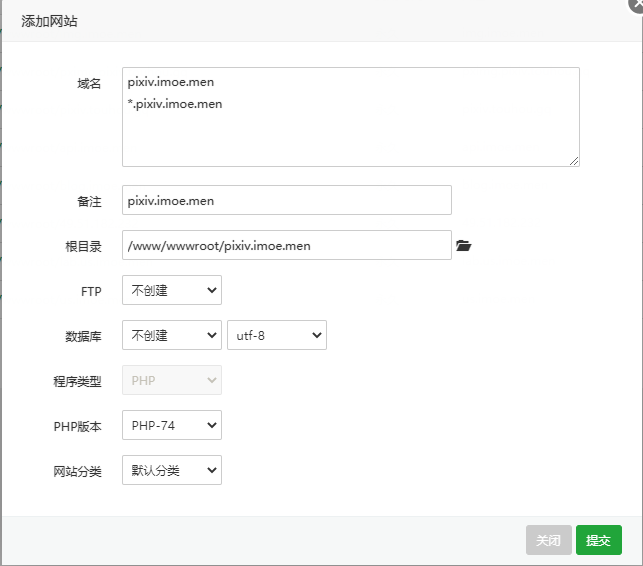 添加网站
域名
pixiv.imoe.men
*.pixiv.imoe.men
备注 pixiv.imoe.men
根目录 /www/wwwroot/pixiv.imoe.men
FTP 不创建
数据库 不创建 utf-8
程序类型 PHP
PHP版本 PHP-74
网站分类 默认分类
关闭 提交